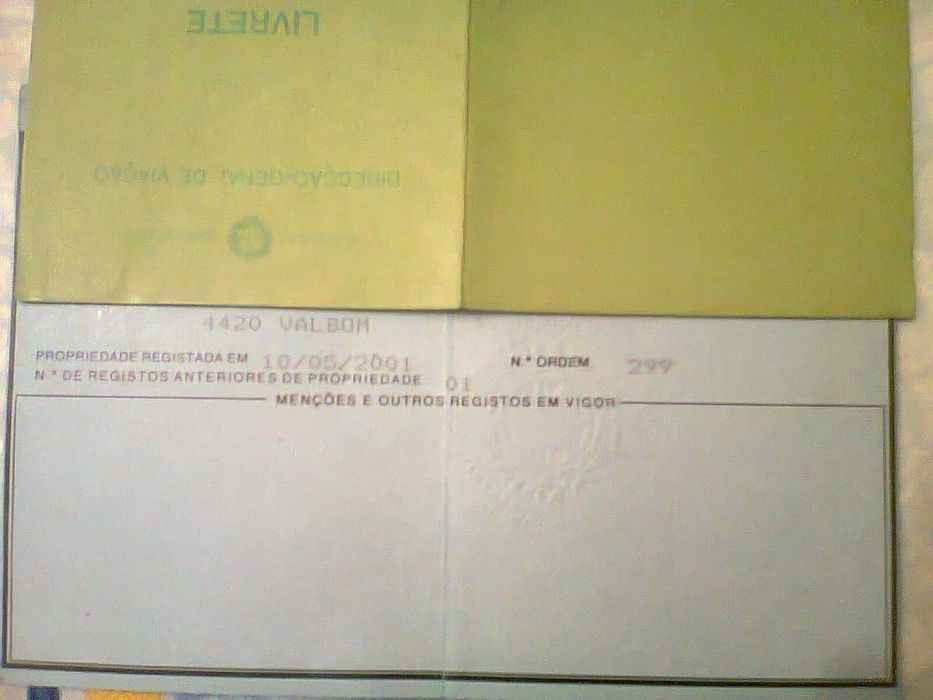 LIVRETE
DIRECÇÃO-GERAL DE VIAÇÃO
4420 VALBOM
PROPRIEDADE REGISTADA EM 10/05/2001 N.º ORDEM 299
N.º DE REGISTOS ANTERIORES DE PROPRIEDADE 01
MENÇÕES E OUTROS REGISTOS EM VIGOR